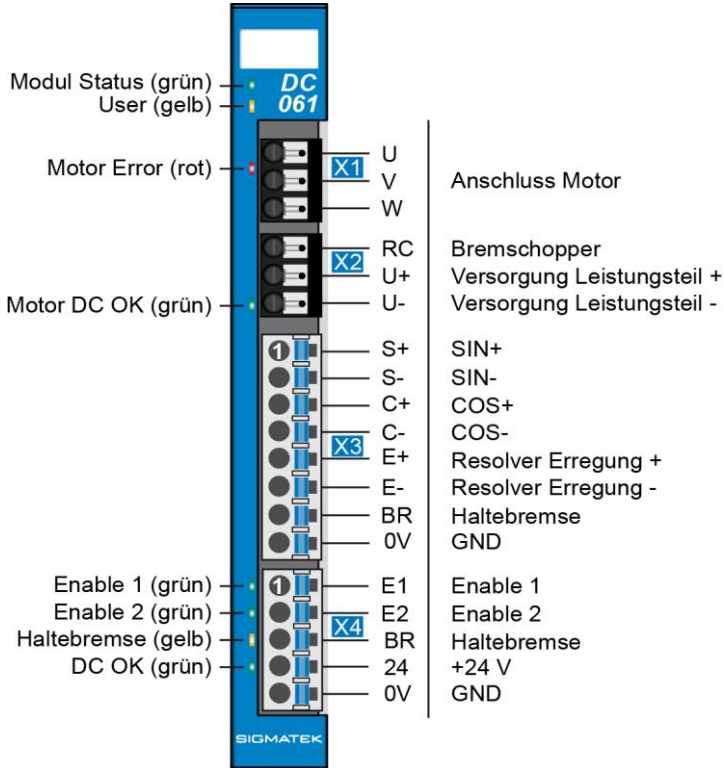 DC
061
Modul Status (grün)
User (gelb)
Motor Error (rot)
Motor DC OK (grün)
Enable 1 (grün)
Enable 2 (grün)
Haltebremse (gelb)
DC OK (grün)
X1
U
V Anschluss Motor
W
X2
RC Bremschopper
U+ Versorgung Leistungsteil +
U- Versorgung Leistungsteil -
1
X3
S+ SIN+
S- SIN-
C+ COS+
C- COS-
E+ Resolver Erregung +
E- Resolver Erregung -
BR Haltebremse
0V GND
1
X4
E1 Enable 1
E2 Enable 2
BR Haltebremse
24 +24 V
0V GND
SIGMATEK